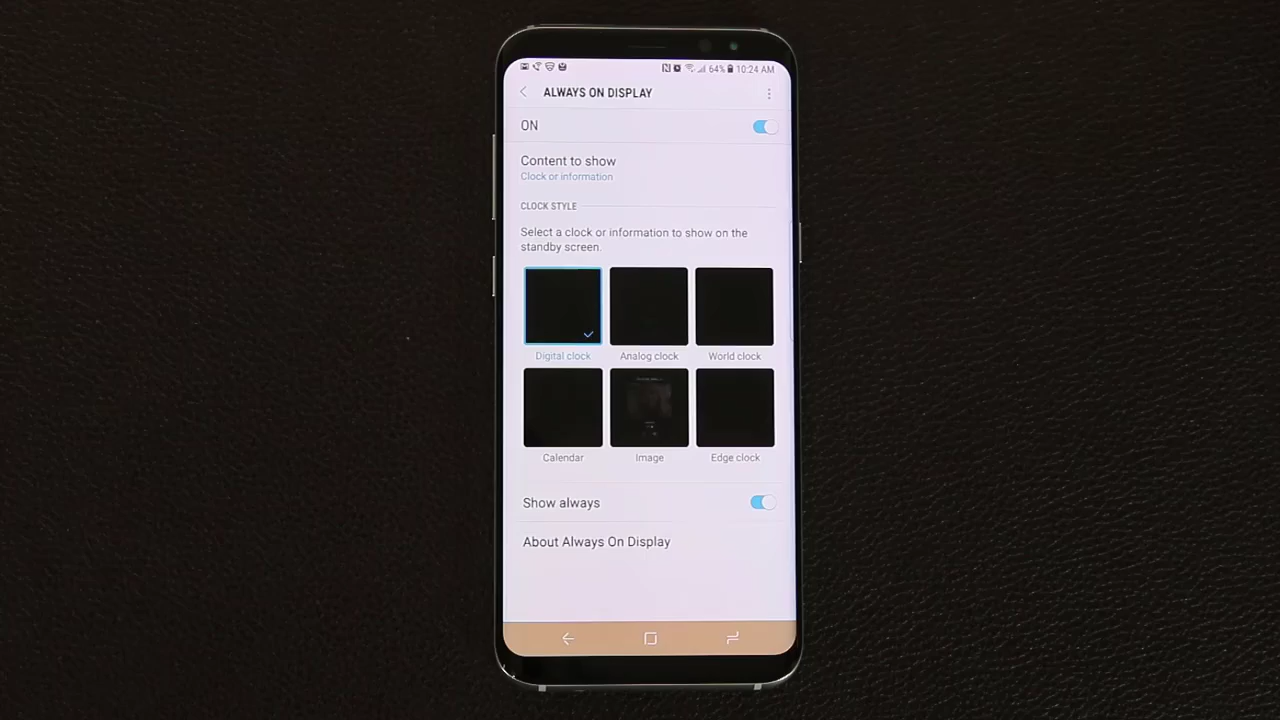 64% 10:24 AM
ALWAYS ON DISPLAY
ON
Content to show
Clock or information
CLOCK STYLE
Select a clock or information to show on the
standby screen.
Digital clock
Analog clock
World clock
Calendar
Image
Edge clock
Show always
About Always On Display